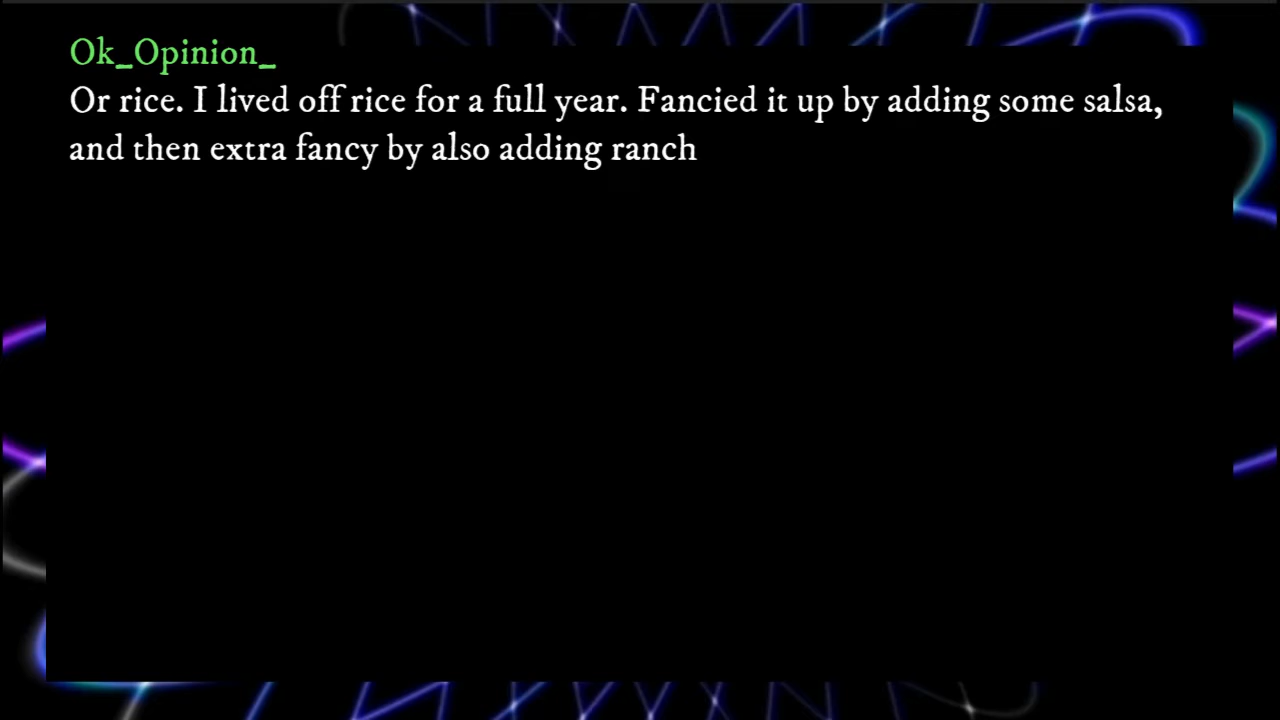 Ok_Opinion_
Or rice. I lived off rice for a full year. Fancied it up by adding some salsa,
and then extra fancy by also adding ranch